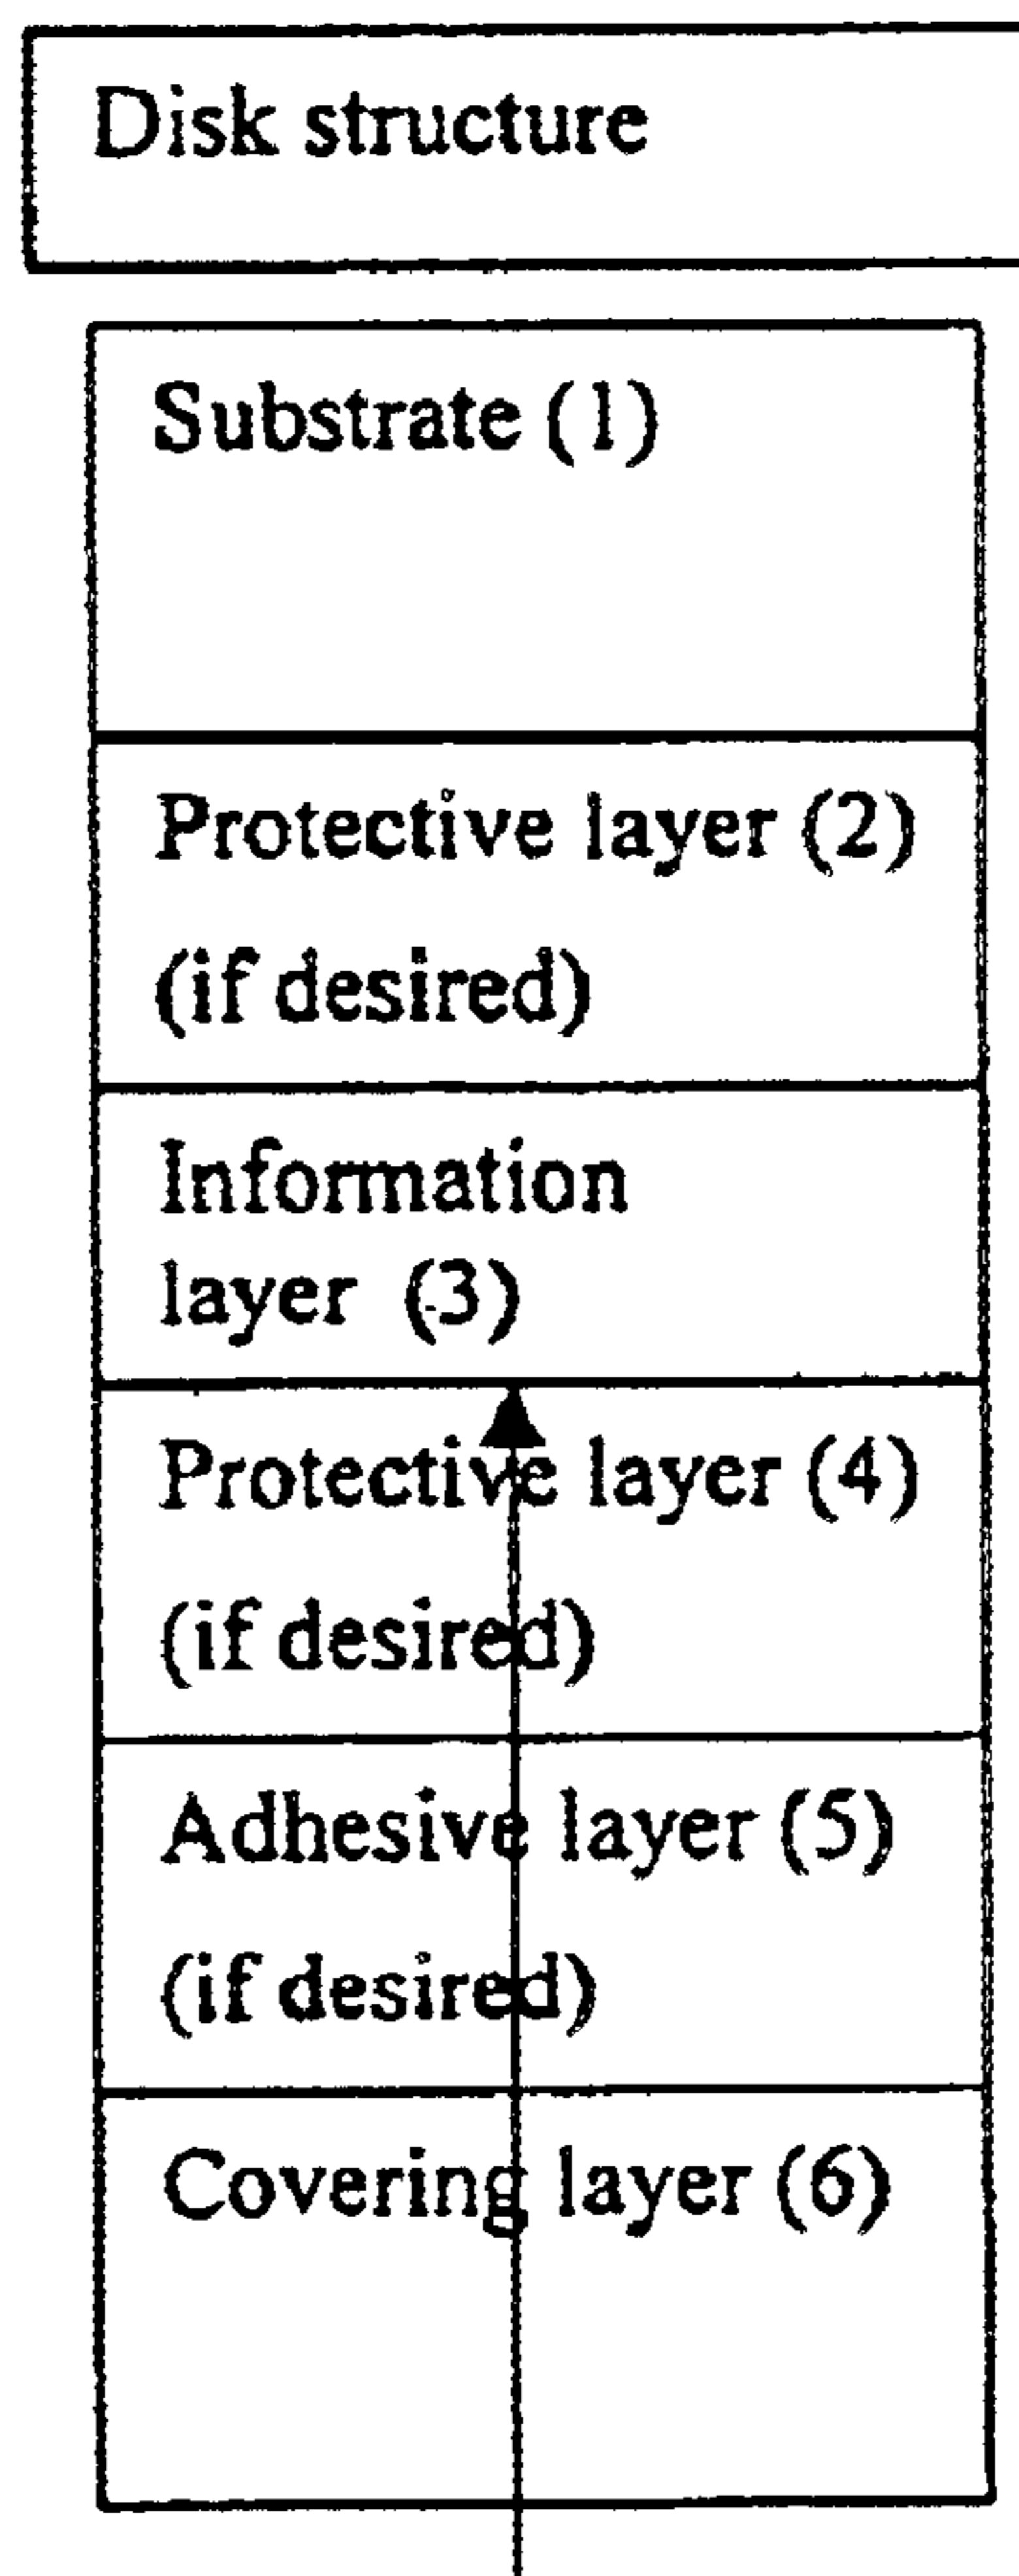 Disk structure
Substrate (1)
Protective layer (2)
(if desired)
Information
layer (3)
Protective layer (4)
(if desired)
Adhesive layer (5)
(if desired)
Covering layer (6)